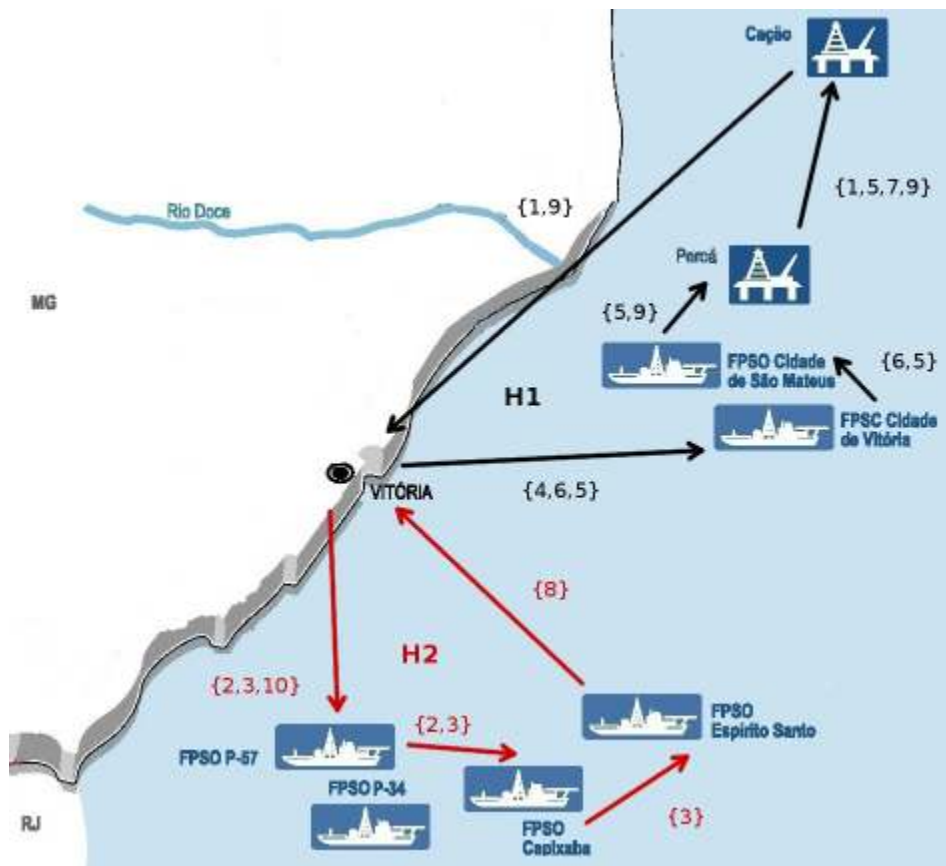 Cação
{1,5,7,9}
{1,9}
Rio Doce
Peroá
MG
{5,9}
FPSO Cidade
de São Mateus
{6,5}
H1
FPSC Cidade
de Vitória
VITÓRIA
{4,6,5}
{8}
H2
{2,3,10}
{2,3}
FPSO
Espírito Santo
FPSO P-57
FPSO P-34
{3}
RJ
FPSO
Capixaba